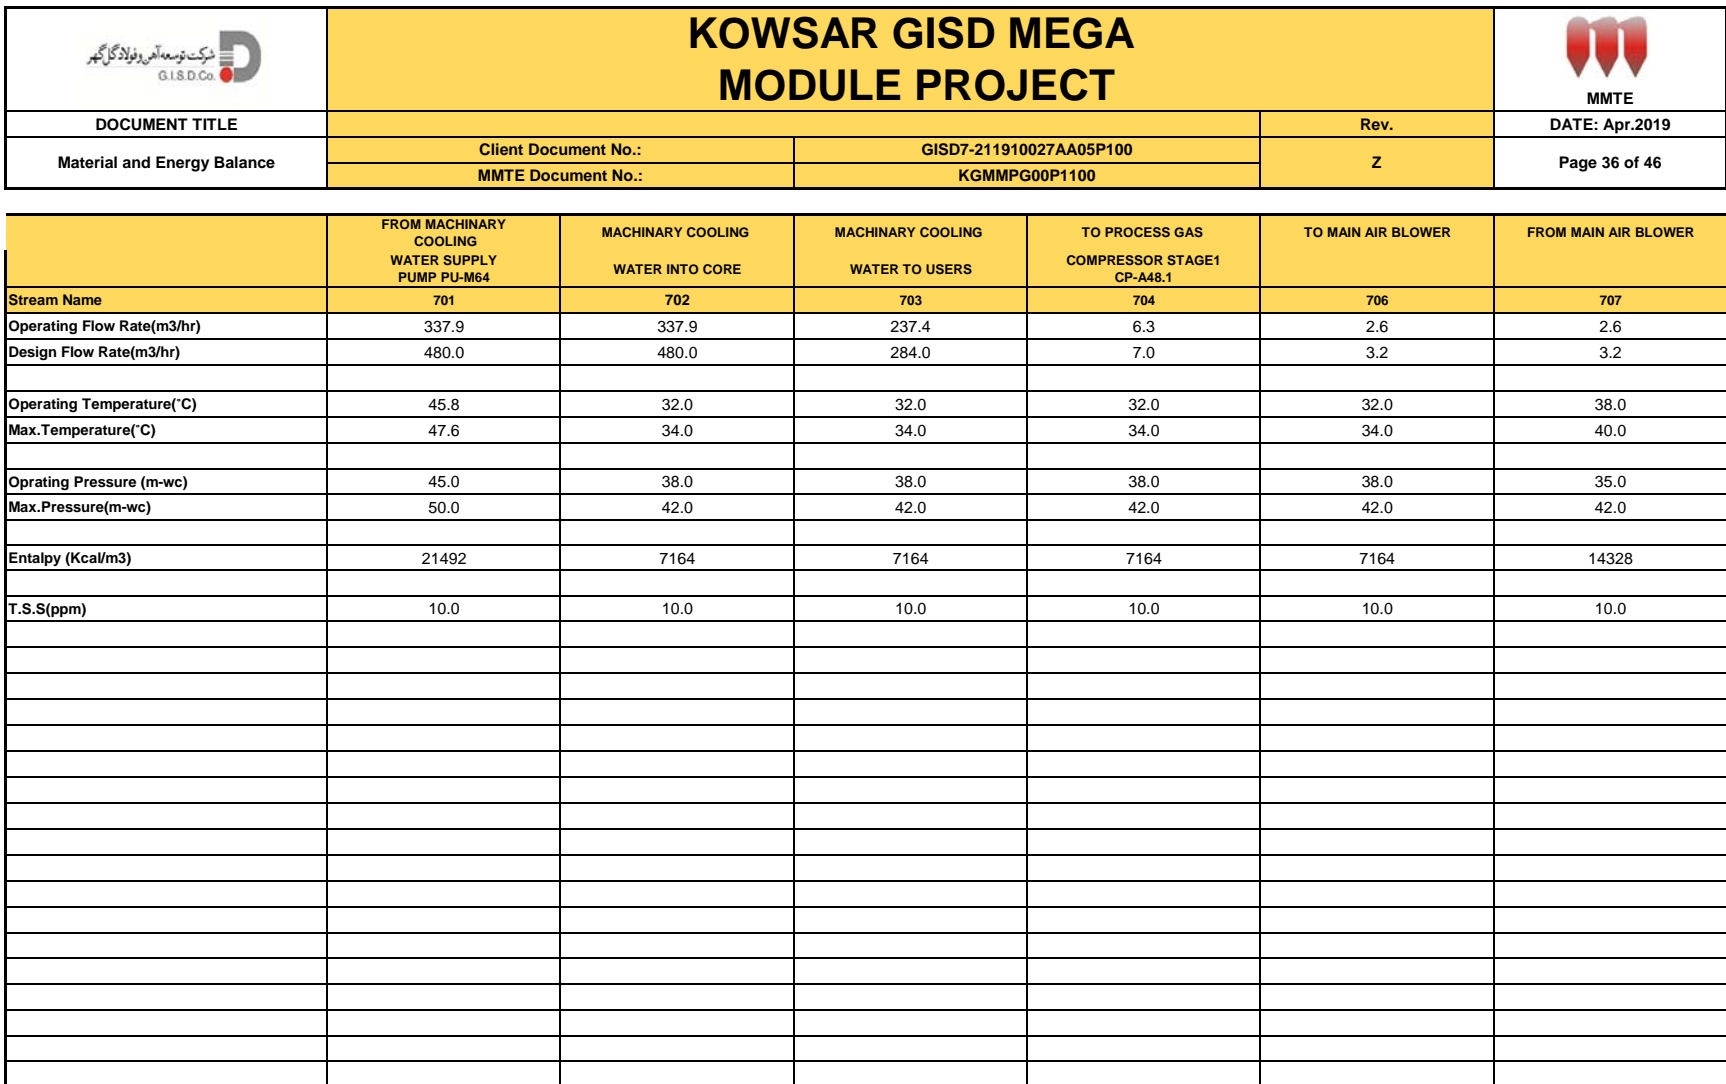 شرکت توسعه آهن و فولاد گل گهر
G.I.S.D.Co.
KOWSAR GISD MEGA
MODULE PROJECT
MMTE
DOCUMENT TITLE
Rev.
DATE: Apr.2019
Material and Energy Balance
Client Document No.:
GISD7-211910027AA05P100
Z
Page 36 of 46
MMTE Document No.:
KGMMPG00P1100
FROM MACHINARY
COOLING
WATER SUPPLY
PUMP PU-M64
MACHINARY COOLING
WATER INTO CORE
MACHINARY COOLING
WATER TO USERS
TO PROCESS GAS
COMPRESSOR STAGE1
CP-A48.1
TO MAIN AIR BLOWER
FROM MAIN AIR BLOWER
Stream Name 701 702 703 704 706 707
Operating Flow Rate(m3/hr) 337.9 337.9 237.4 6.3 2.6 2.6
Design Flow Rate(m3/hr) 480.0 480.0 284.0 7.0 3.2 3.2
Operating Temperature(°C) 45.8 32.0 32.0 32.0 32.0 38.0
Max.Temperature(°C) 47.6 34.0 34.0 34.0 34.0 40.0
Oprating Pressure (m-wc) 45.0 38.0 38.0 38.0 38.0 35.0
Max.Pressure(m-wc) 50.0 42.0 42.0 42.0 42.0 42.0
Entalpy (Kcal/m3) 21492 7164 7164 7164 7164 14328
T.S.S(ppm) 10.0 10.0 10.0 10.0 10.0 10.0